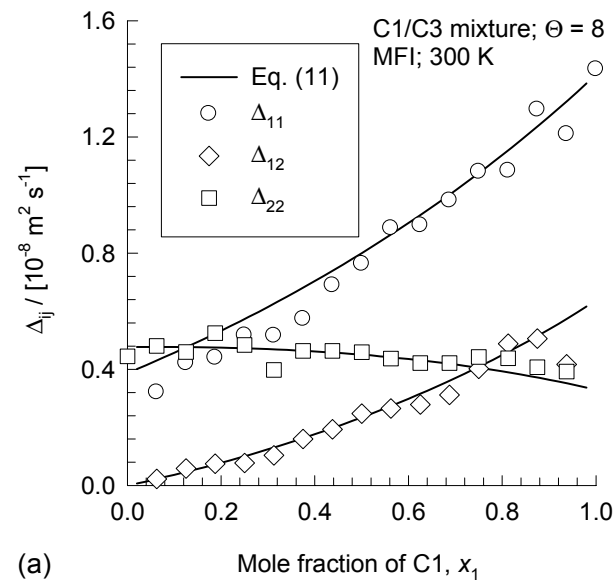 C1/C3 mixture; Θ = 8
MFI; 300 K
Eq. (11)
Δ11
Δ12
Δ22
Δij / [10-8 m2 s-1]
1.6
1.2
0.8
0.4
0.0
0.0 0.2 0.4 0.6 0.8 1.0
(a) Mole fraction of C1, x1